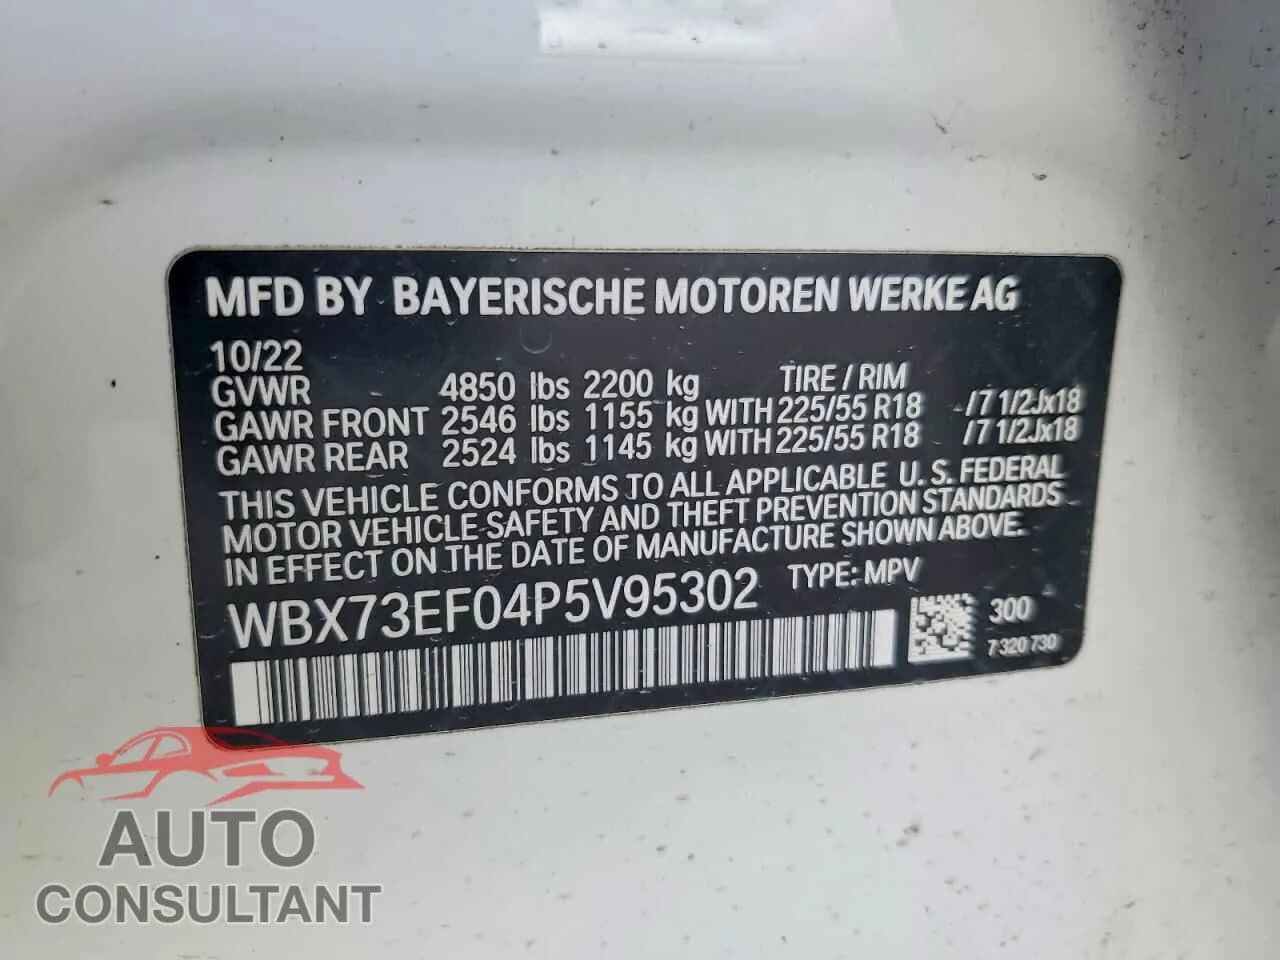 MFD BY BAYERISCHE MOTOREN WERKE AG
10/22
GVWR 4850 lbs 2200 kg TIRE / RIM
GAWR FRONT 2546 lbs 1155 kg WITH 225/55 R18 /7 1/2Jx18
GAWR REAR 2524 lbs 1145 kg WITH 225/55 R18 /7 1/2Jx18
THIS VEHICLE CONFORMS TO ALL APPLICABLE U. S. FEDERAL
MOTOR VEHICLE-SAFETY AND THEFT PREVENTION STANDARDS
IN EFFECT ON THE DATE OF MANUFACTURE SHOWN ABOVE.
WBX73EF04P5V95302 TYPE: MPV
300
7 320 730
AUTO
CONSULTANT